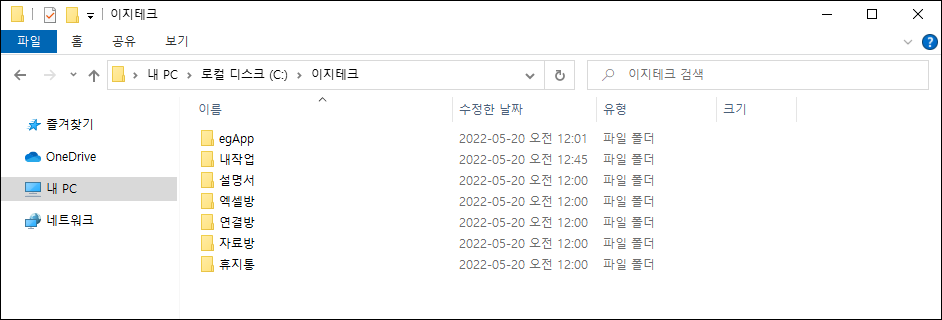 이지테크
파일 홈 공유 보기
내 PC 로컬 디스크 (C:) 이지테크 이지테크 검색
이름 수정한 날짜 유형 크기
즐겨찾기
OneDrive
내 PC
네트워크
egApp 2022-05-20 오전 12:01 파일 폴더
내작업 2022-05-20 오전 12:45 파일 폴더
설명서 2022-05-20 오전 12:00 파일 폴더
엑셀방 2022-05-20 오전 12:00 파일 폴더
연결방 2022-05-20 오전 12:00 파일 폴더
자료방 2022-05-20 오전 12:00 파일 폴더
휴지통 2022-05-20 오전 12:00 파일 폴더